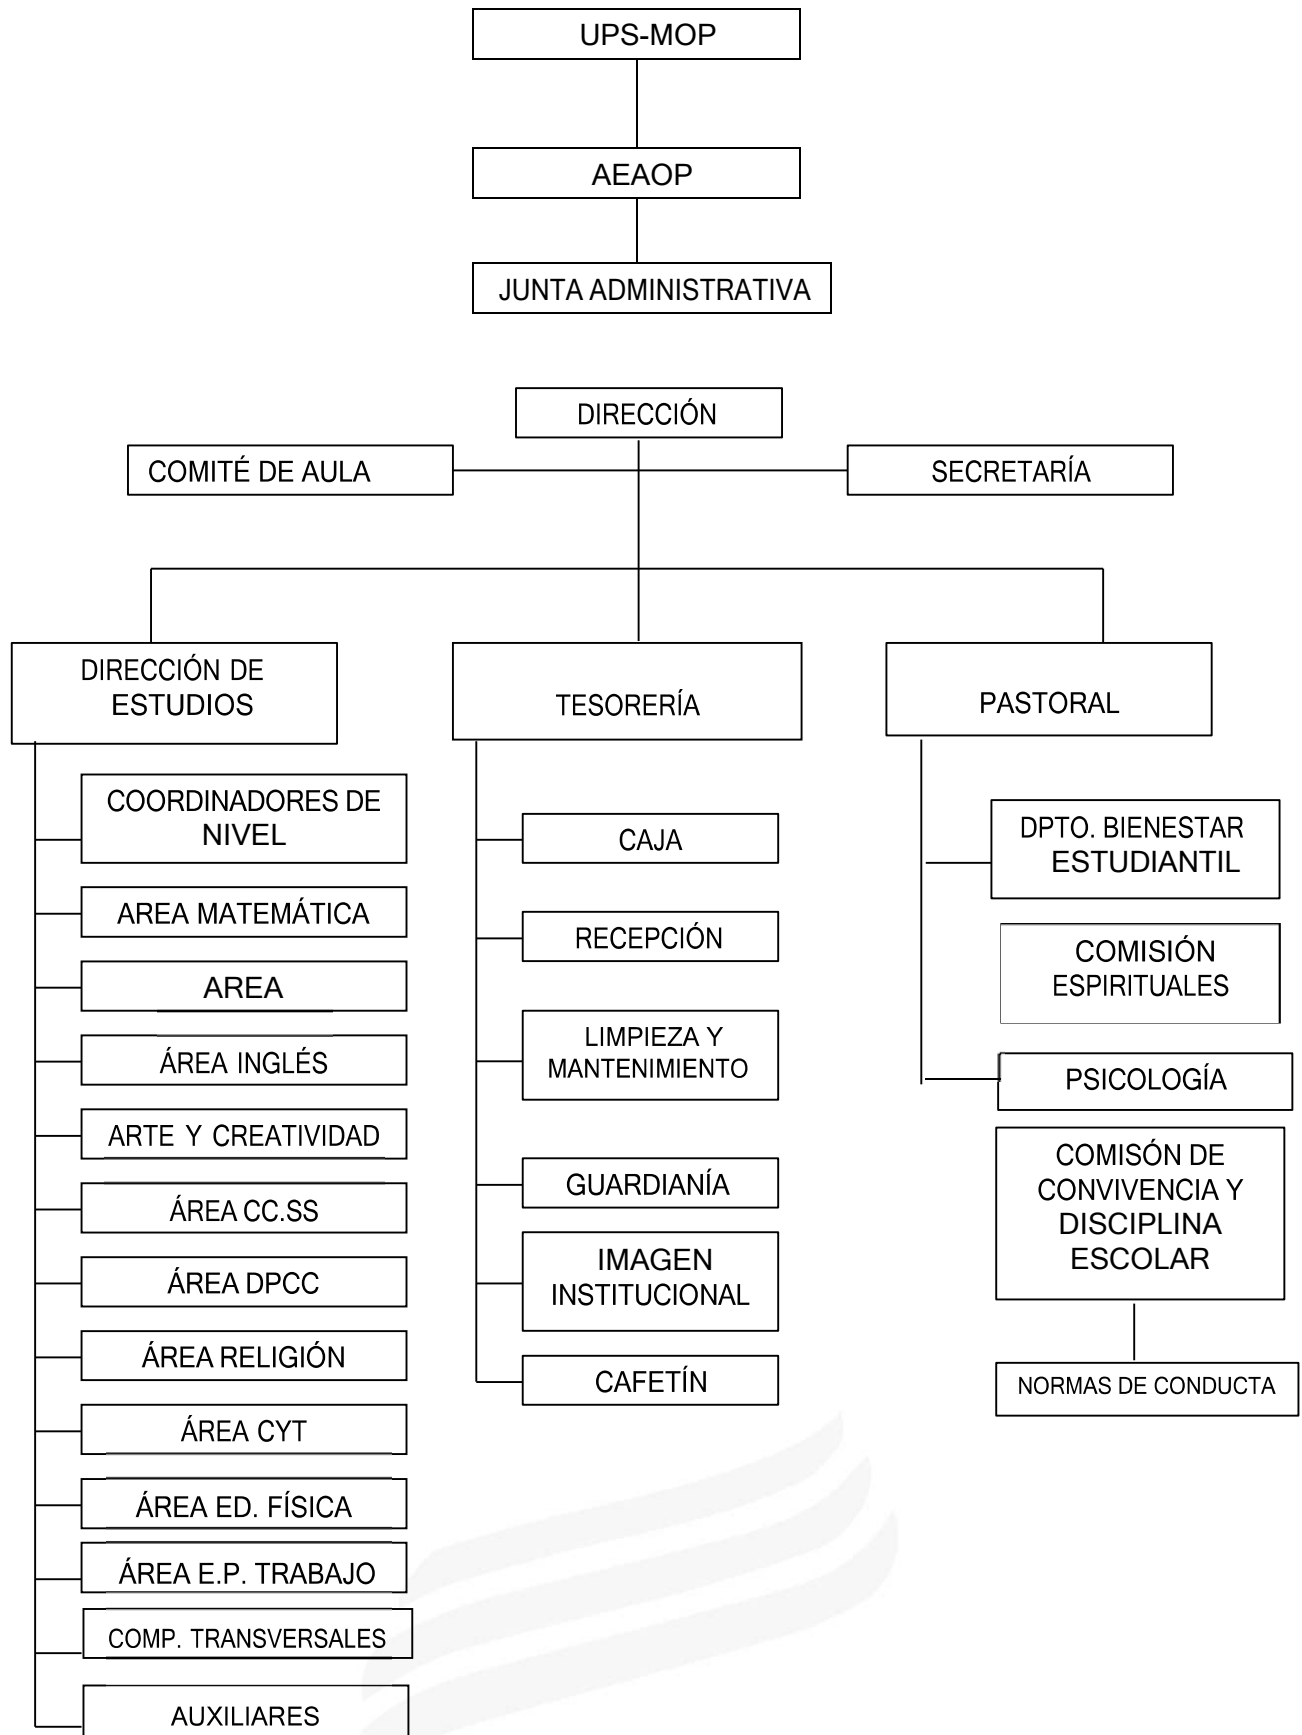 UPS-MOP
AEAOP
JUNTA ADMINISTRATIVA
DIRECCIÓN
COMITÉ DE AULA
SECRETARÍA
DIRECCIÓN DE
ESTUDIOS
COORDINADORES DE
NIVEL
AREA MATEMÁTICA
AREA
ÁREA INGLÉS
ARTE Y CREATIVIDAD
ÁREA CC.SS
ÁREA DPCC
ÁREA RELIGIÓN
ÁREA CYT
ÁREA ED. FÍSICA
ÁREA E.P. TRABAJO
COMP. TRANSVERSALES
AUXILIARES
TESORERÍA
CAJA
RECEPCIÓN
LIMPIEZA Y
MANTENIMIENTO
GUARDIANÍA
IMAGEN
INSTITUCIONAL
CAFETÍN
PASTORAL
DPTO. BIENESTAR
ESTUDIANTIL
COMISIÓN
ESPIRITUALES
PSICOLOGÍA
COMISÓN DE
CONVIVENCIA Y
DISCIPLINA
ESCOLAR
NORMAS DE CONDUCTA